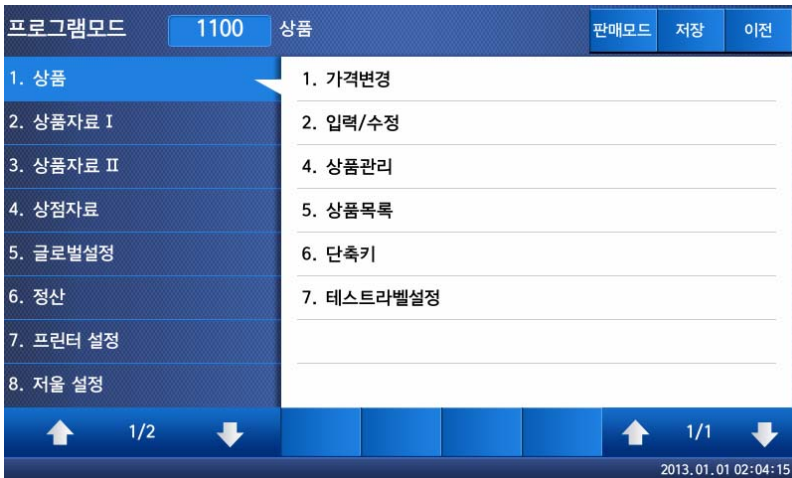 프로그램모드 1100 상품 판매모드 저장 이전
1. 상품
2. 상품자료 I
3. 상품자료 II
4. 상점자료
5. 글로벌설정
6. 정산
7. 프린터 설정
8. 저울 설정
1. 가격변경
2. 입력/수정
4. 상품관리
5. 상품목록
6. 단축키
7. 테스트라벨설정
1/2
1/1
2013.01.01 02:04:15